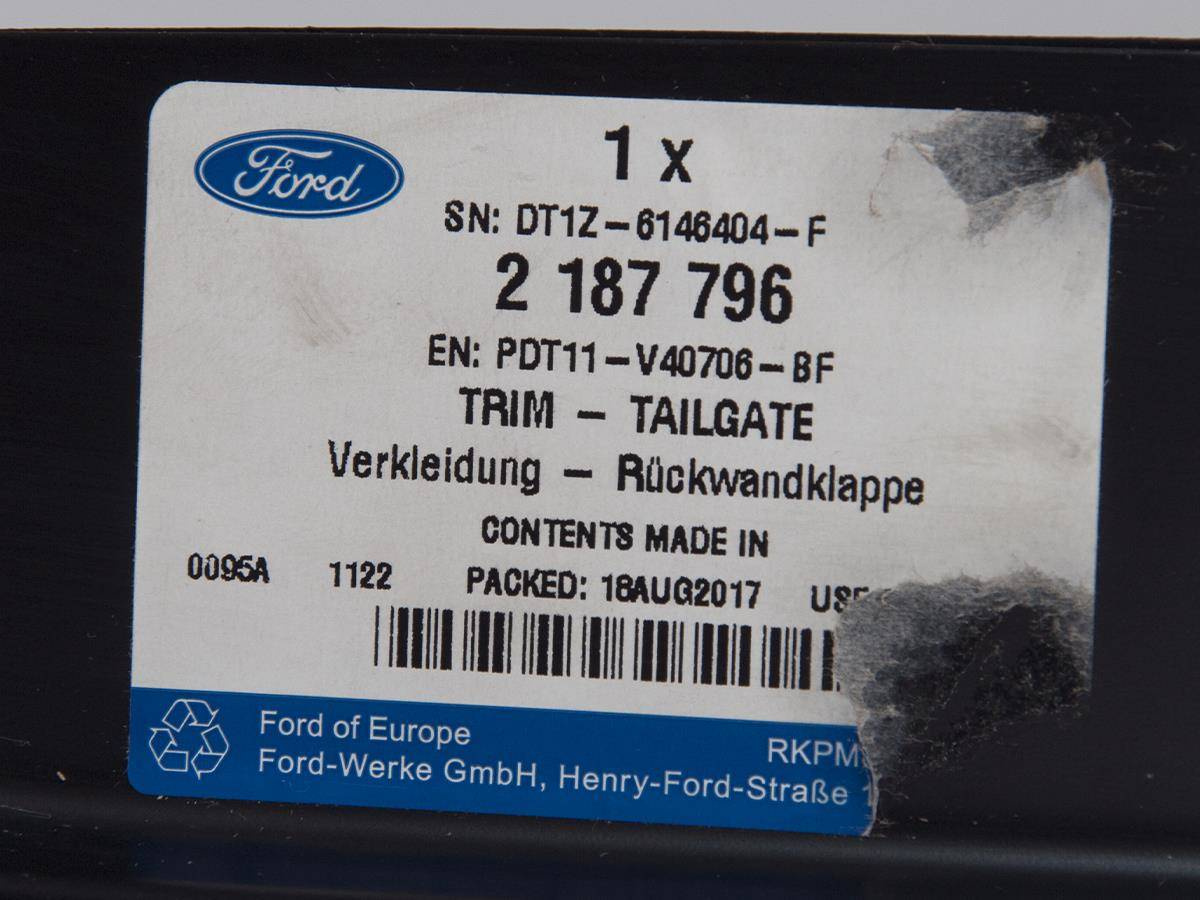 Ford
1 x
SN: DT1Z-6146404-F
2 187 796
EN: PDT11-V40706-BF
TRIM - TAILGATE
Verkleidung - Rückwandklappe
CONTENTS MADE IN
0095A 1122 PACKED: 18AUG2017
Ford of Europe
RKPM
Ford-Werke GmbH, Henry-Ford-Straße